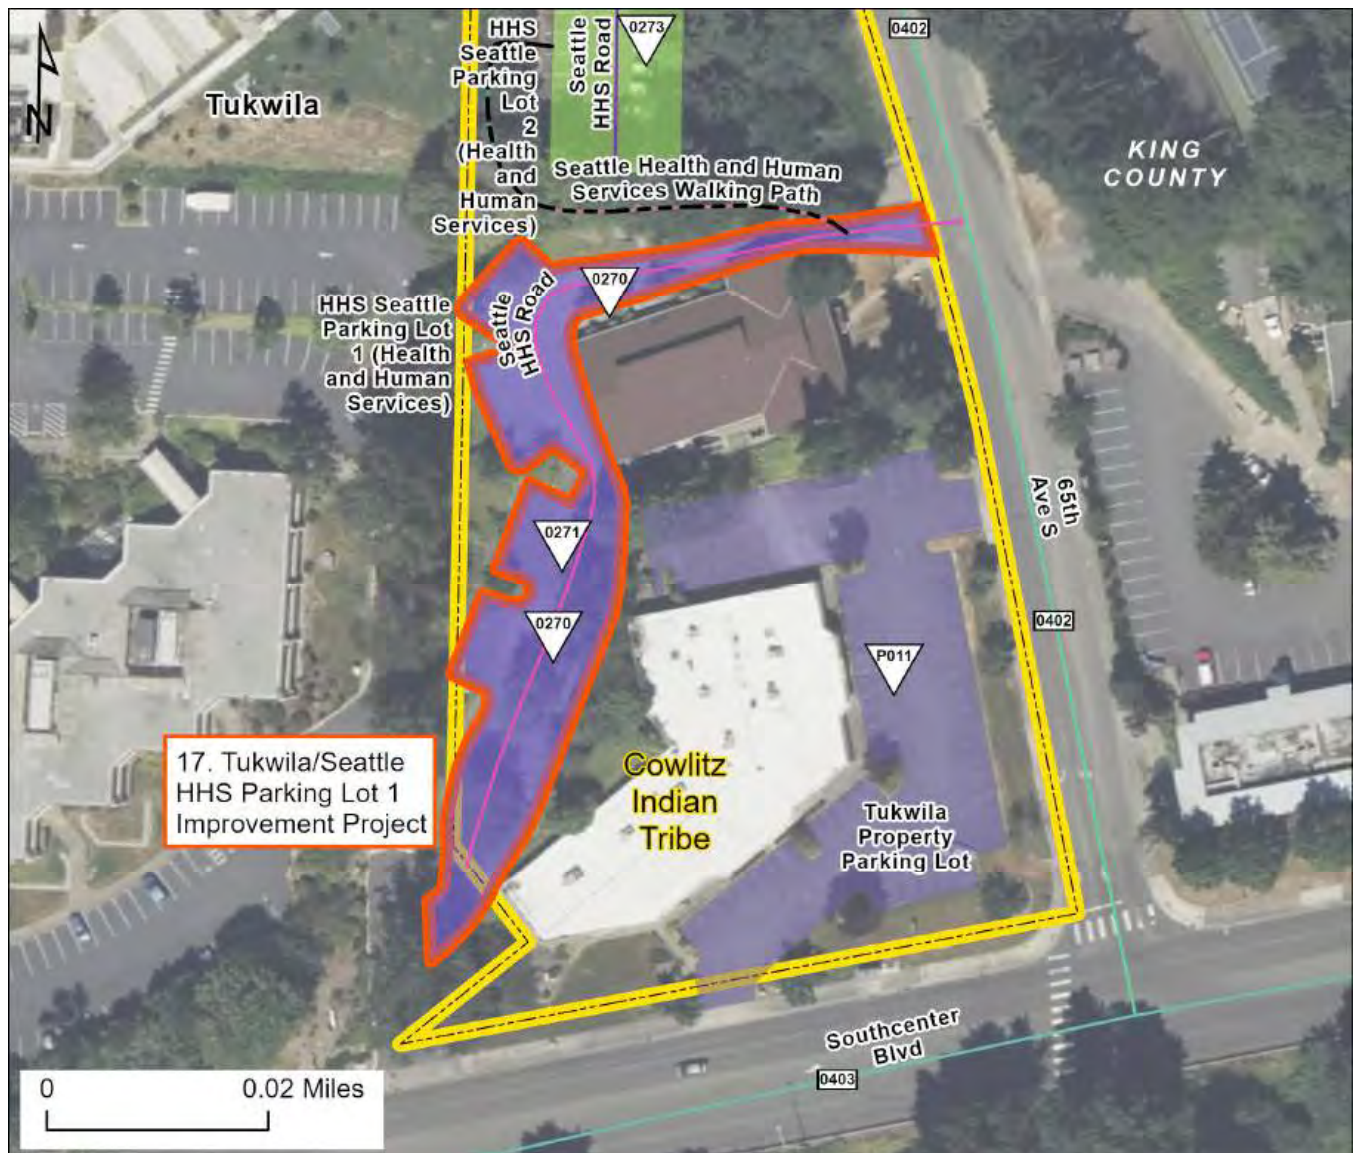 N
Tukwila
HHS
Seattle
Parking
Lot
2
(Health
and
Human
Services)
Seattle
HHS Road
0273
0402
KING
COUNTY
Seattle Health and Human
Services Walking Path
HHS Seattle
Parking Lot
1 (Health
and Human
Services)
Seattle
HHS Road
0270
65th
Ave S
0271
0270
0402
P011
17. Tukwila/Seattle
HHS Parking Lot 1
Improvement Project
Cowlitz
Indian
Tribe
Tukwila
Property
Parking Lot
Southcenter
Blvd
0403
0 0.02 Miles